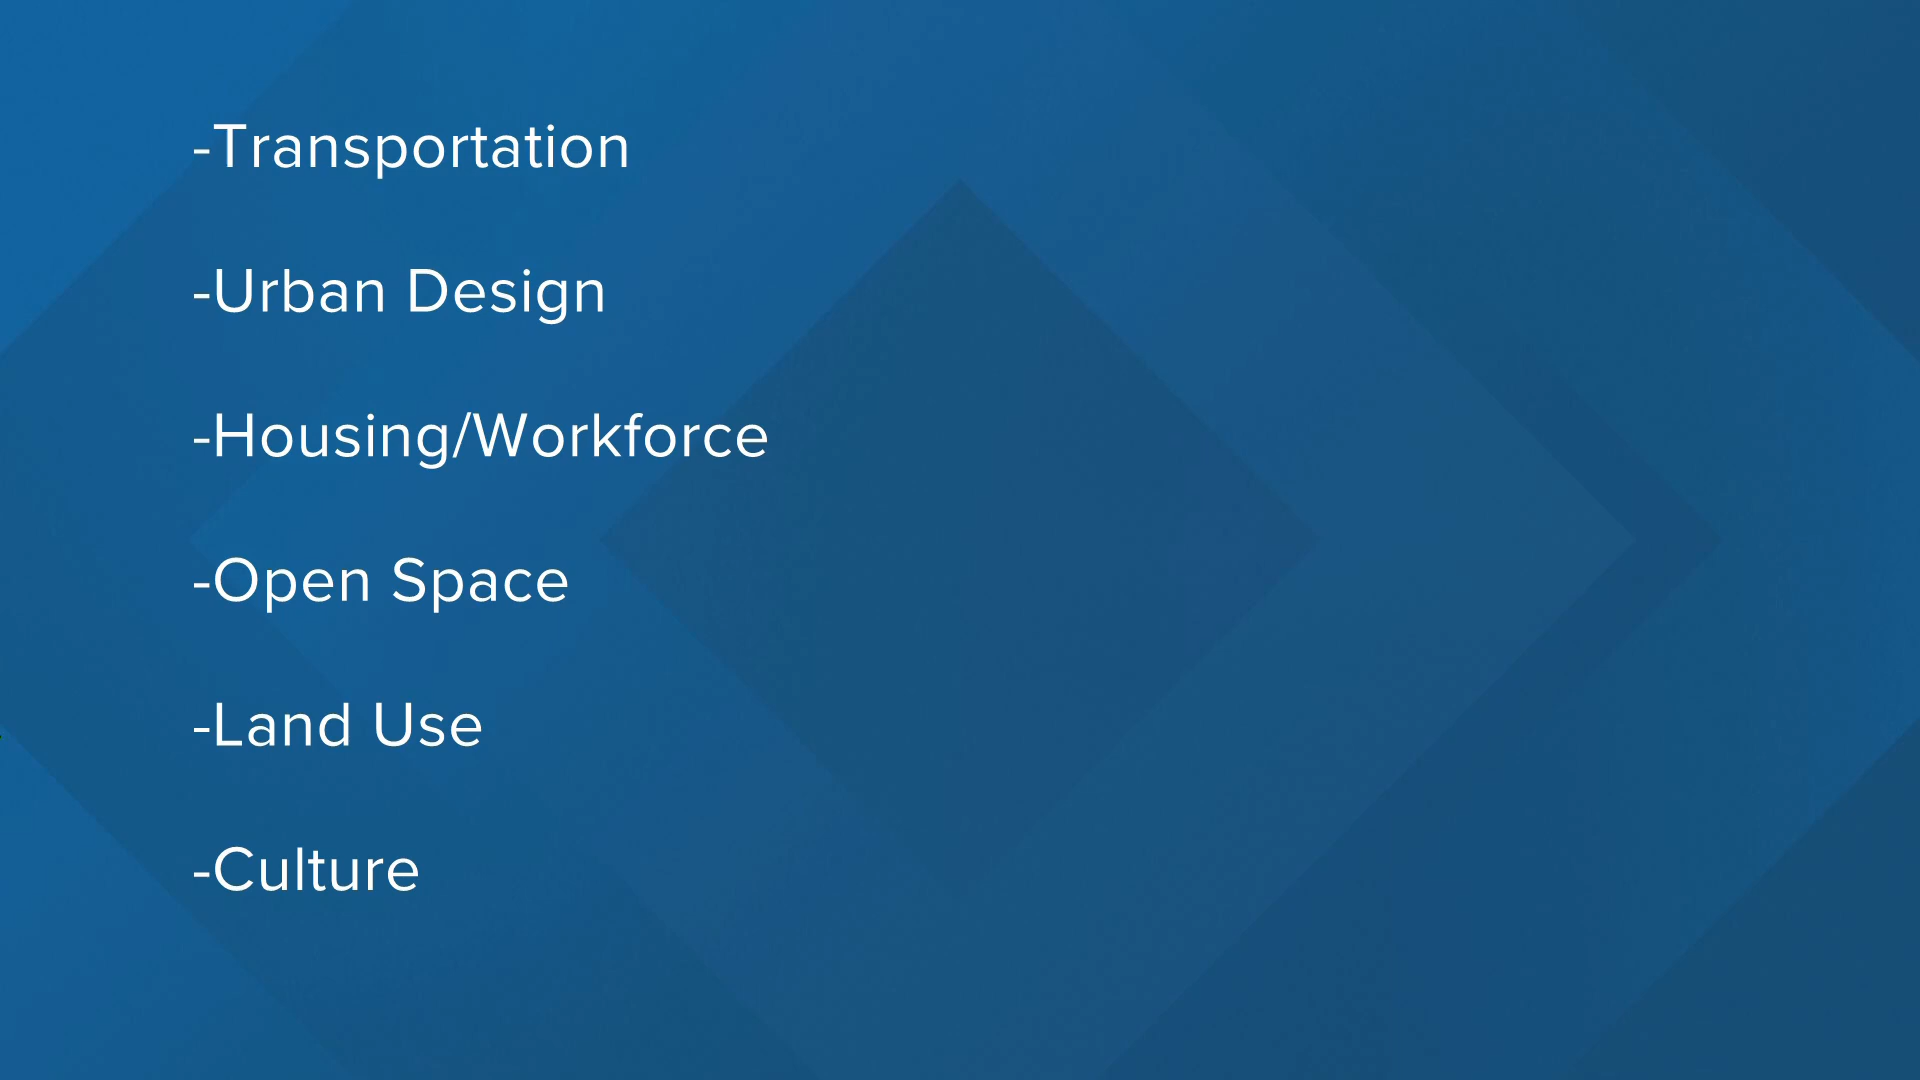 -Transportation
-Urban Design
-Housing/Workforce
-Open Space
-Land Use
-Culture